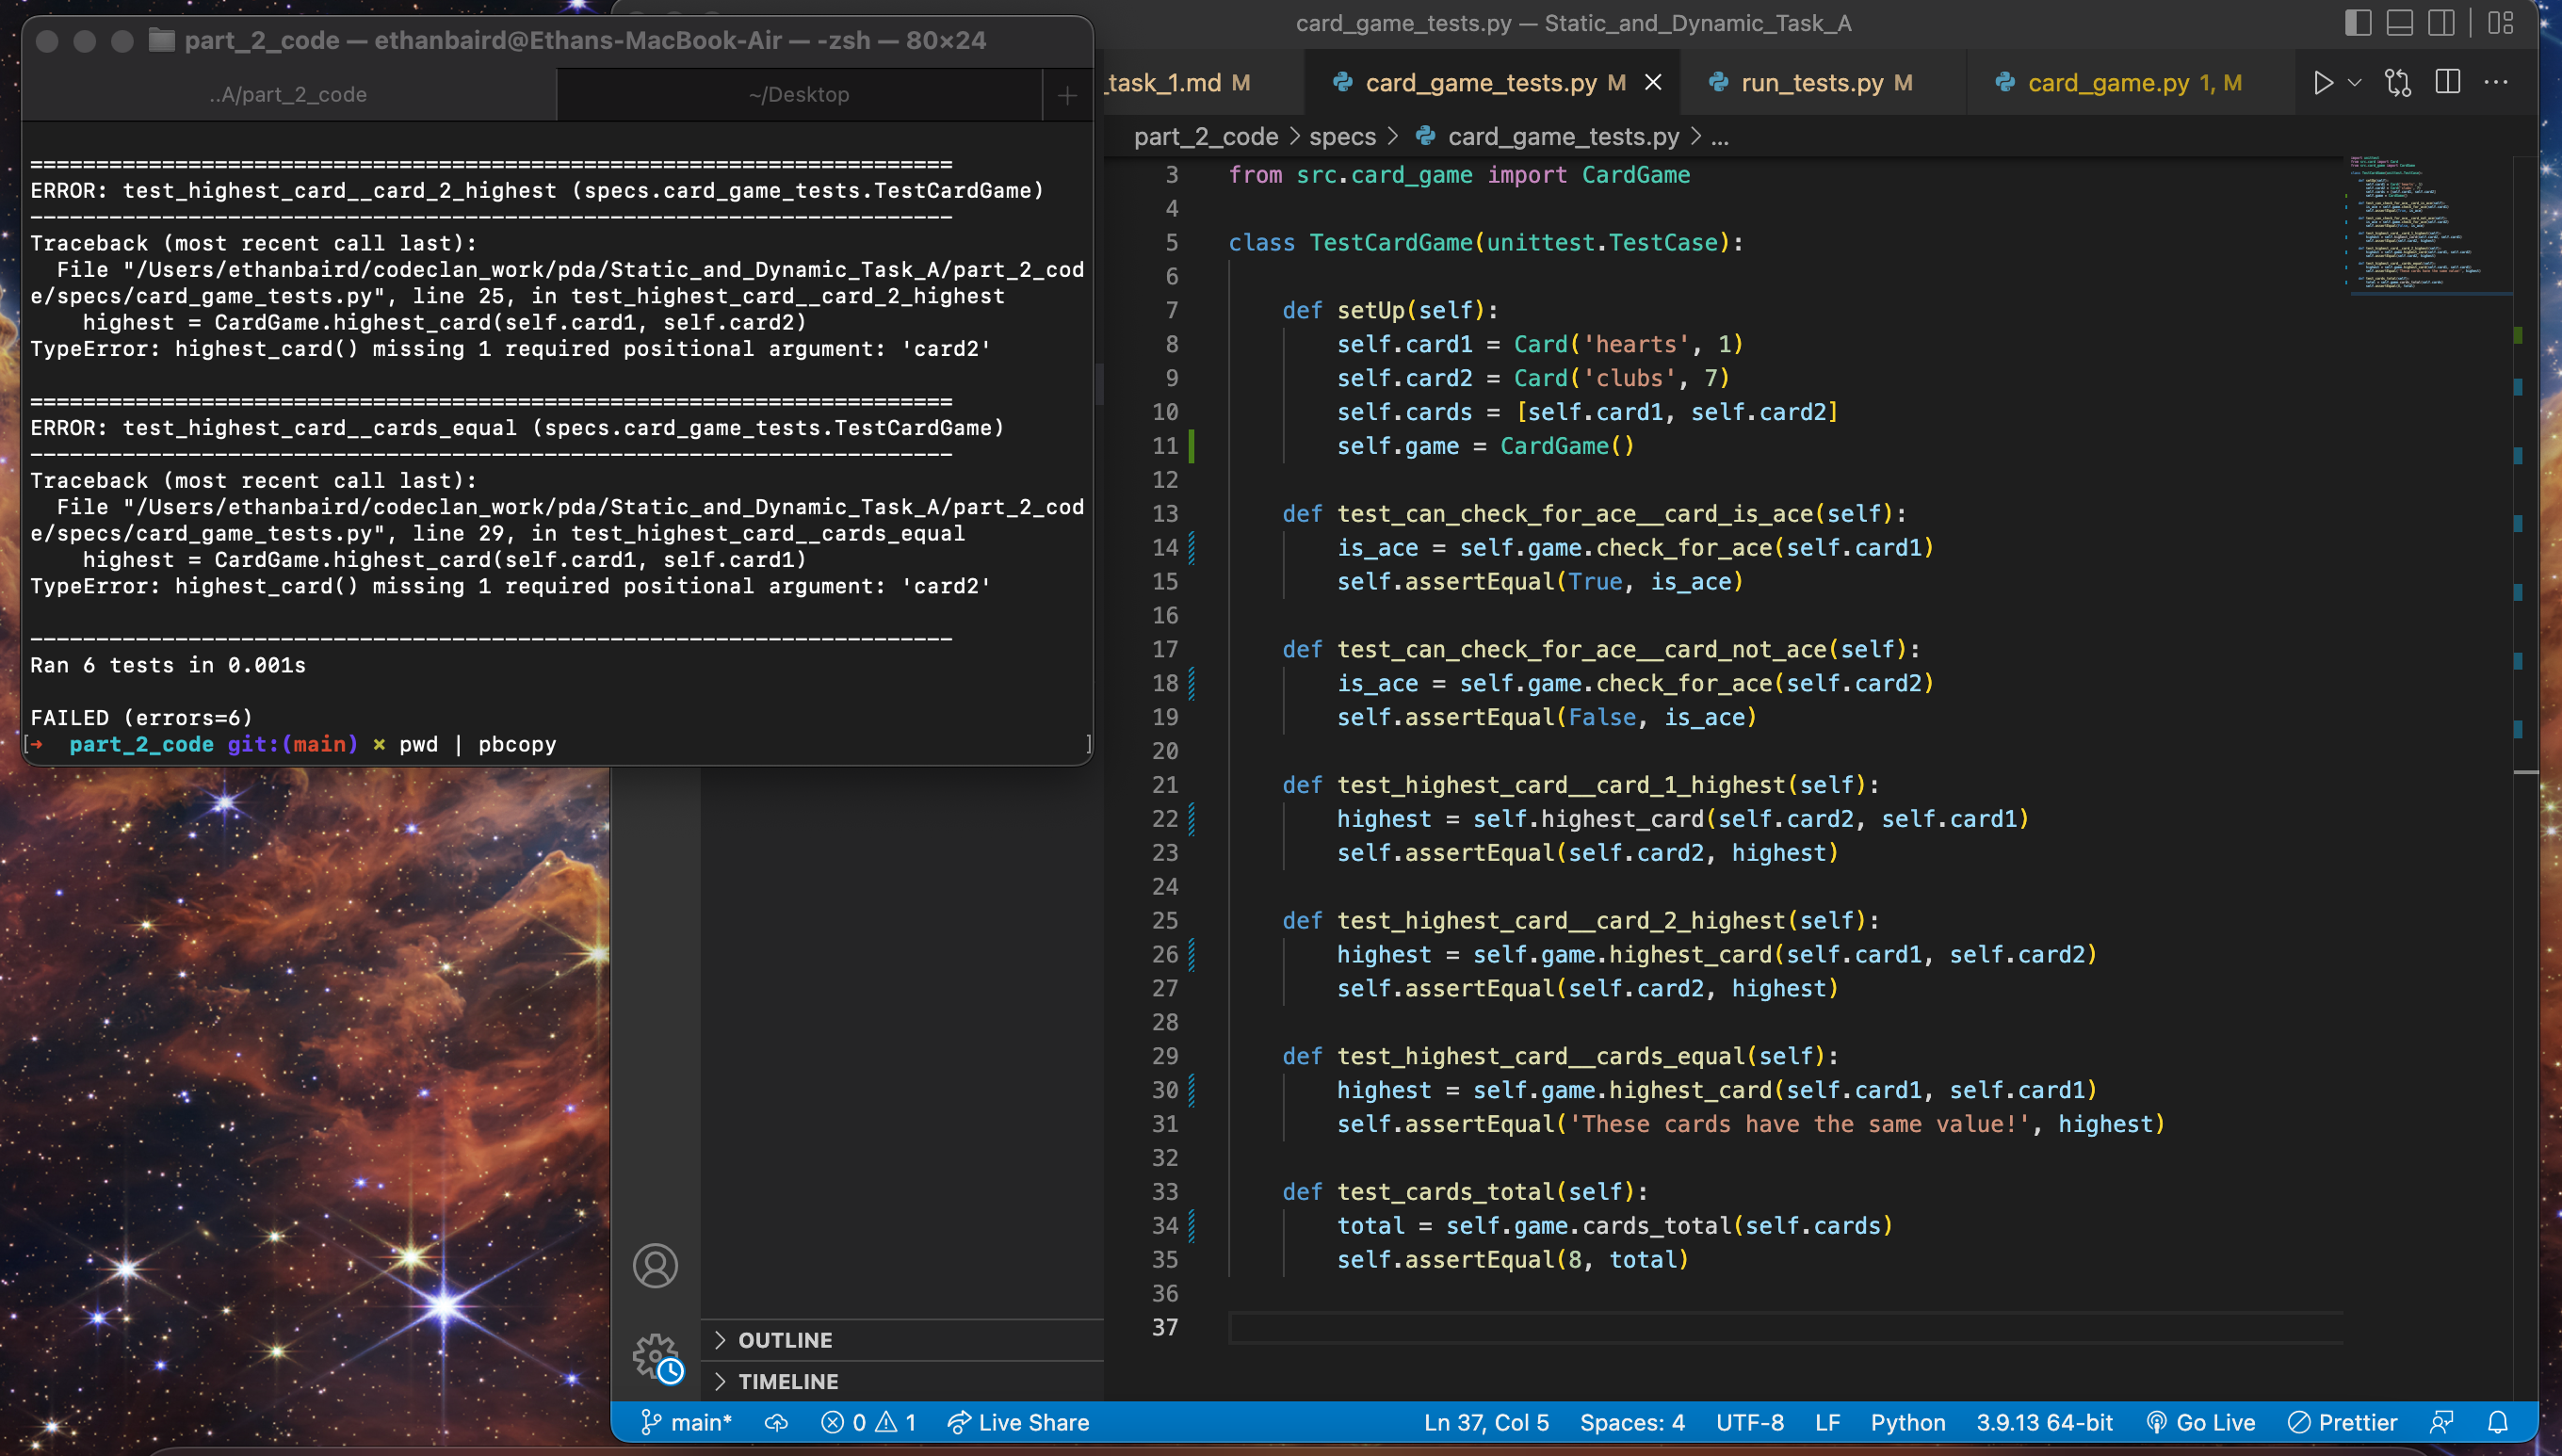 part_2_code — ethanbaird@Ethans-MacBook-Air — -zsh — 80×24
..A/part_2_code
~/Desktop
======================================================================
ERROR: test_highest_card__card_2_highest (specs.card_game_tests.TestCardGame)
----------------------------------------------------------------------
Traceback (most recent call last):
  File "/Users/ethanbaird/codeclan_work/pda/Static_and_Dynamic_Task_A/part_2_cod
e/specs/card_game_tests.py", line 25, in test_highest_card__card_2_highest
    highest = CardGame.highest_card(self.card1, self.card2)
TypeError: highest_card() missing 1 required positional argument: 'card2'
======================================================================
ERROR: test_highest_card__cards_equal (specs.card_game_tests.TestCardGame)
----------------------------------------------------------------------
Traceback (most recent call last):
  File "/Users/ethanbaird/codeclan_work/pda/Static_and_Dynamic_Task_A/part_2_cod
e/specs/card_game_tests.py", line 29, in test_highest_card__cards_equal
    highest = CardGame.highest_card(self.card1, self.card1)
TypeError: highest_card() missing 1 required positional argument: 'card2'
----------------------------------------------------------------------
Ran 6 tests in 0.001s
FAILED (errors=6)
[➜  part_2_code git:(main) × pwd | pbcopy ]
card_game_tests.py — Static_and_Dynamic_Task_A
_task_1.md M
card_game_tests.py M
run_tests.py M
card_game.py 1, M
part_2_code > specs > card_game_tests.py > ...
3 from src.card_game import CardGame
4
5 class TestCardGame(unittest.TestCase):
6
7     def setUp(self):
8         self.card1 = Card('hearts', 1)
9         self.card2 = Card('clubs', 7)
10         self.cards = [self.card1, self.card2]
11         self.game = CardGame()
12
13     def test_can_check_for_ace__card_is_ace(self):
14         is_ace = self.game.check_for_ace(self.card1)
15         self.assertEqual(True, is_ace)
16
17     def test_can_check_for_ace__card_not_ace(self):
18         is_ace = self.game.check_for_ace(self.card2)
19         self.assertEqual(False, is_ace)
20
21     def test_highest_card__card_1_highest(self):
22         highest = self.highest_card(self.card2, self.card1)
23         self.assertEqual(self.card2, highest)
24
25     def test_highest_card__card_2_highest(self):
26         highest = self.game.highest_card(self.card1, self.card2)
27         self.assertEqual(self.card2, highest)
28
29     def test_highest_card__cards_equal(self):
30         highest = self.game.highest_card(self.card1, self.card1)
31         self.assertEqual('These cards have the same value!', highest)
32
33     def test_cards_total(self):
34         total = self.game.cards_total(self.cards)
35         self.assertEqual(8, total)
36
37
OUTLINE
TIMELINE
main* 0 1 Live Share Ln 37, Col 5 Spaces: 4 UTF-8 LF Python 3.9.13 64-bit Go Live Prettier